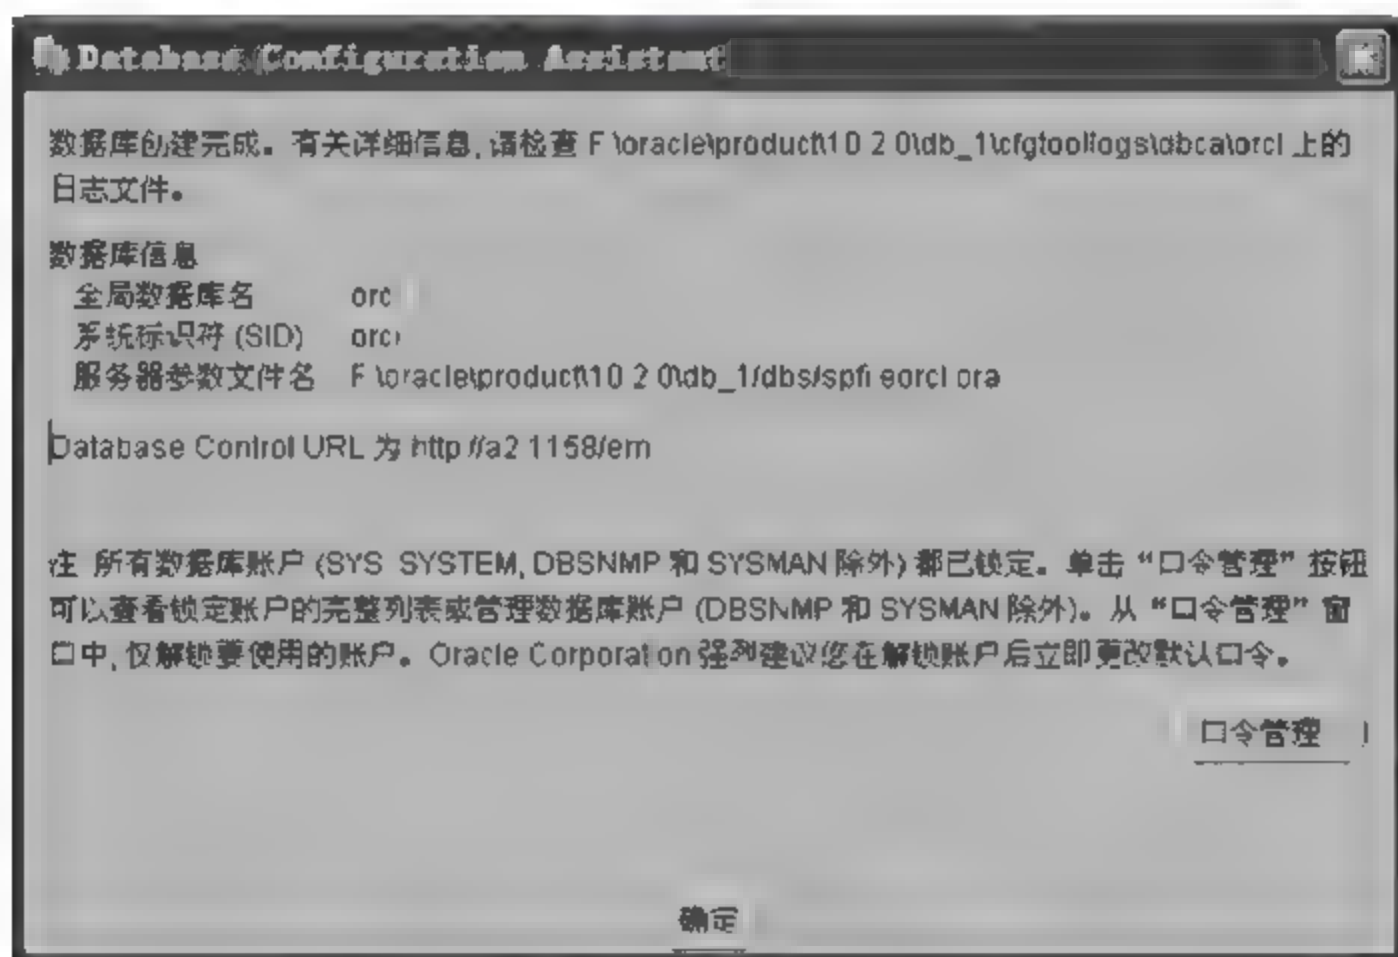 Database Configuration Assistant
数据库创建完成。有关详细信息, 请检查 F \oracle\product\10 2 0\db_1\cfgtoollogs\dbca\orcl 上的
日志文件。
数据库信息
全局数据库名 orc
系统标识符 (SID) orcl
服务器参数文件名 F \oracle\product\10 2 0\db_1/dbs/spfi eorcl ora
Database Control URL 为 http //a2 1158/em
注 所有数据库账户 (SYS SYSTEM, DBSNMP 和 SYSMAN 除外) 都已锁定。单击 “口令管理” 按钮
可以查看锁定账户的完整列表或管理数据库账户 (DBSNMP 和 SYSMAN 除外)。从 “口令管理” 窗
口中, 仅解锁要使用的账户。Oracle Corporat on 强烈建议您在解锁账户后立即更改默认口令。
口令管理
确定